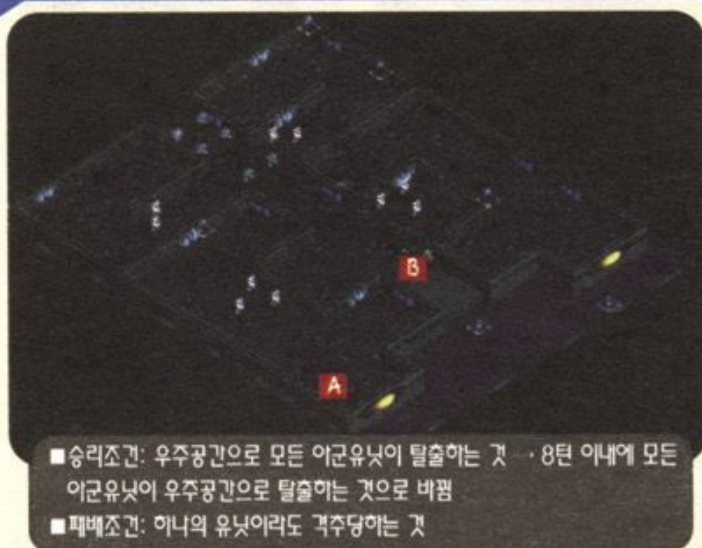 B
A
■승리조건: 우주공간으로 모든 아군유닛이 탈출하는 것 → 8턴 이내에 모든
아군유닛이 우주공간으로 탈출하는 것으로 바뀜
■패배조건: 하나의 유닛이라도 격추당하는 것